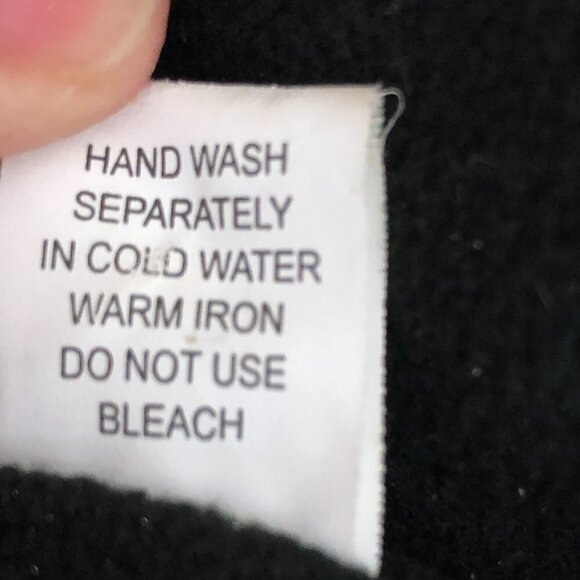 HAND WASH
SEPARATELY
IN COLD WATER
WARM IRON
DO NOT USE
BLEACH